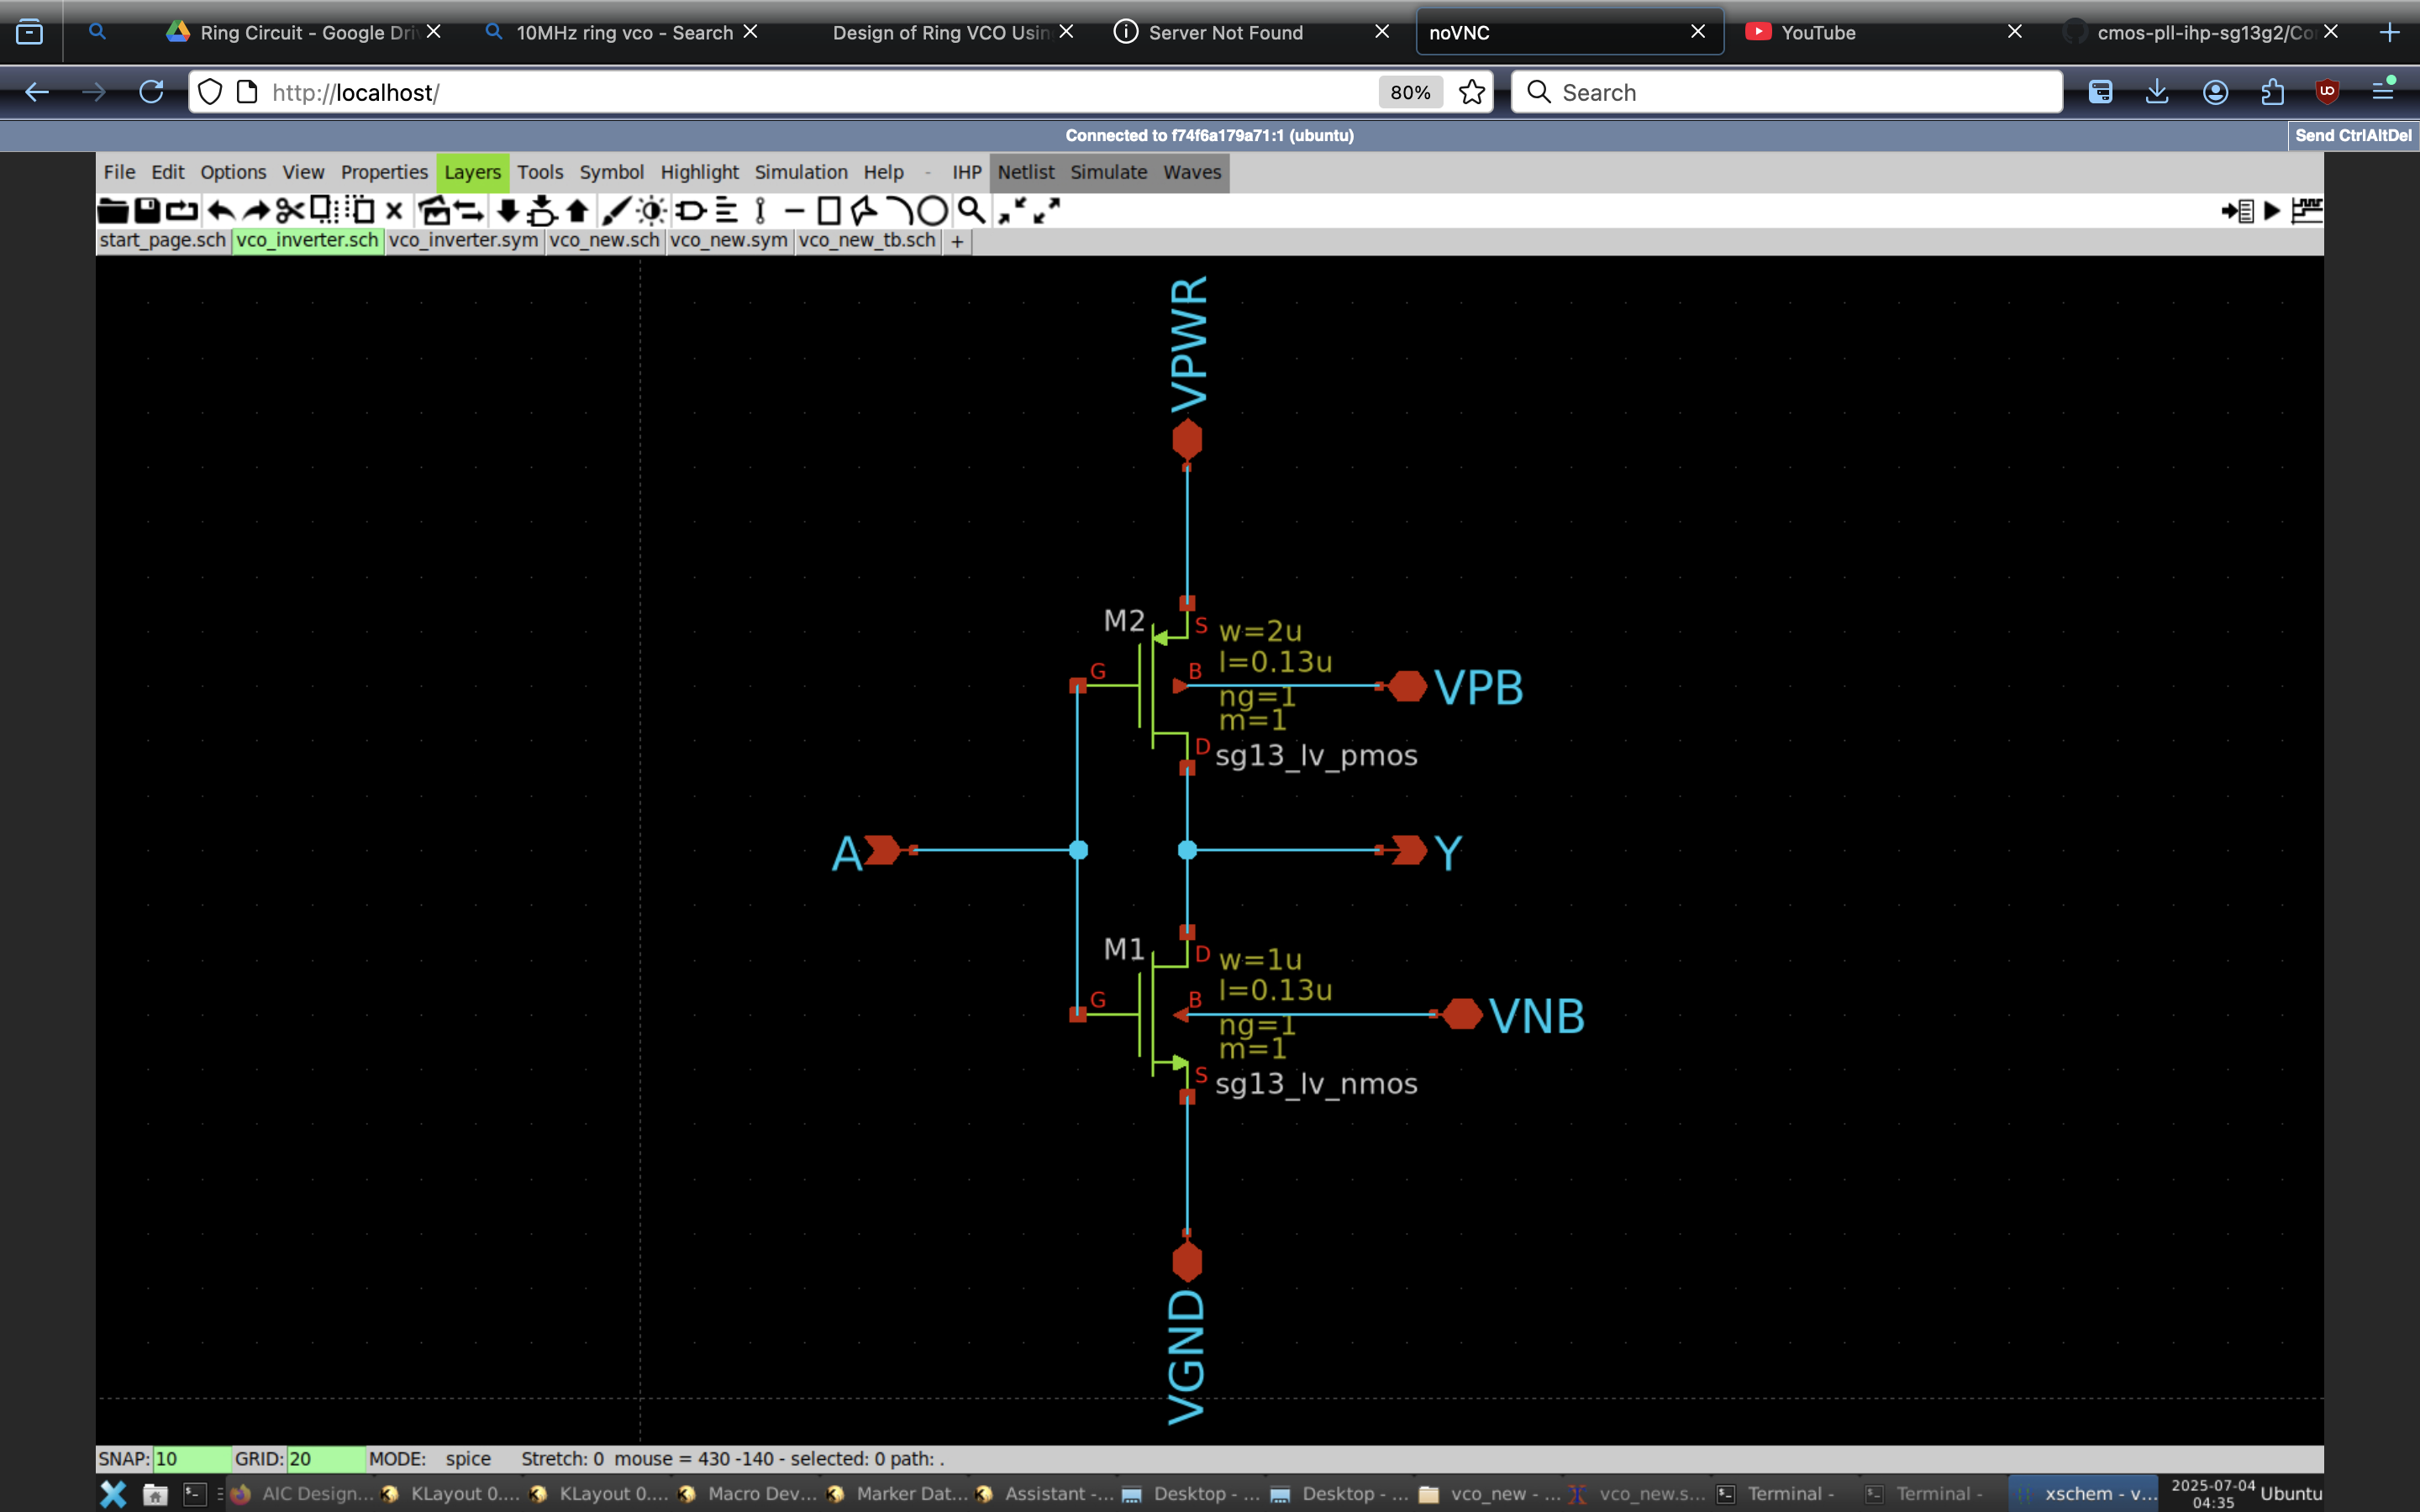 Ring Circuit - Google Dri
10MHz ring vco - Search
Design of Ring VCO Usin
Server Not Found
noVNC
YouTube
cmos-pll-ihp-sg13g2/Co
http://localhost/
80%
Search
Connected to f74f6a179a71:1 (ubuntu)
Send CtrlAltDel
File Edit Options View Properties Layers Tools Symbol Highlight Simulation Help - IHP Netlist Simulate Waves
start_page.sch vco_inverter.sch vco_inverter.sym vco_new.sch vco_new.sym vco_new_tb.sch +
VPWR
M2
S
w=2u
l=0.13u
G
B
VPB
ng=1
m=1
D
sg13_lv_pmos
A
Y
M1
D
w=1u
l=0.13u
G
B
VNB
ng=1
m=1
S
sg13_lv_nmos
VGND
SNAP: 10 GRID: 20 MODE: spice Stretch: 0 mouse = 430 -140 - selected: 0 path: .
AIC Design... KLayout 0.... KLayout 0.... Macro Dev... Marker Dat... Assistant -... Desktop - ... Desktop - ... vco_new - ... vco_new.s... Terminal - Terminal - xschem - v... 2025-07-04 Ubuntu
04:35